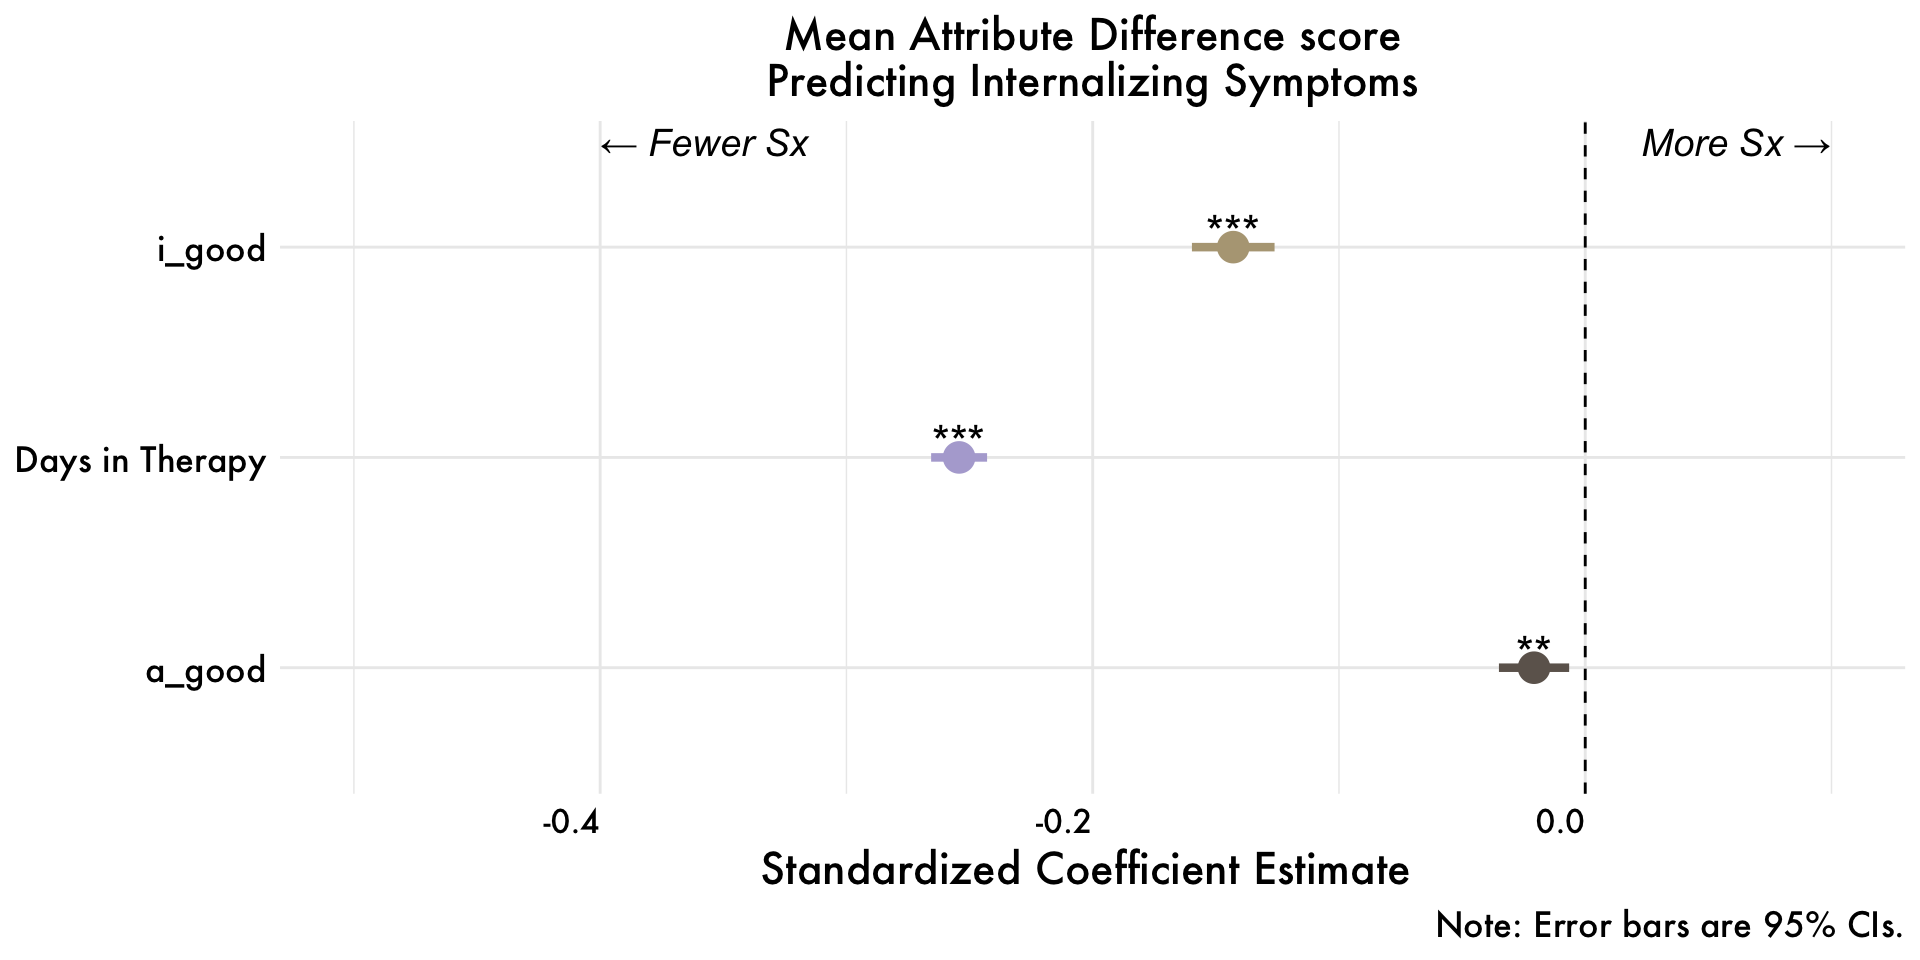 Mean Attribute Difference score
Predicting Internalizing Symptoms
← Fewer Sx
More Sx →
i_good
***
Days in Therapy
***
a_good
**
-0.4
-0.2
0.0
Standardized Coefficient Estimate
Note: Error bars are 95% CIs.